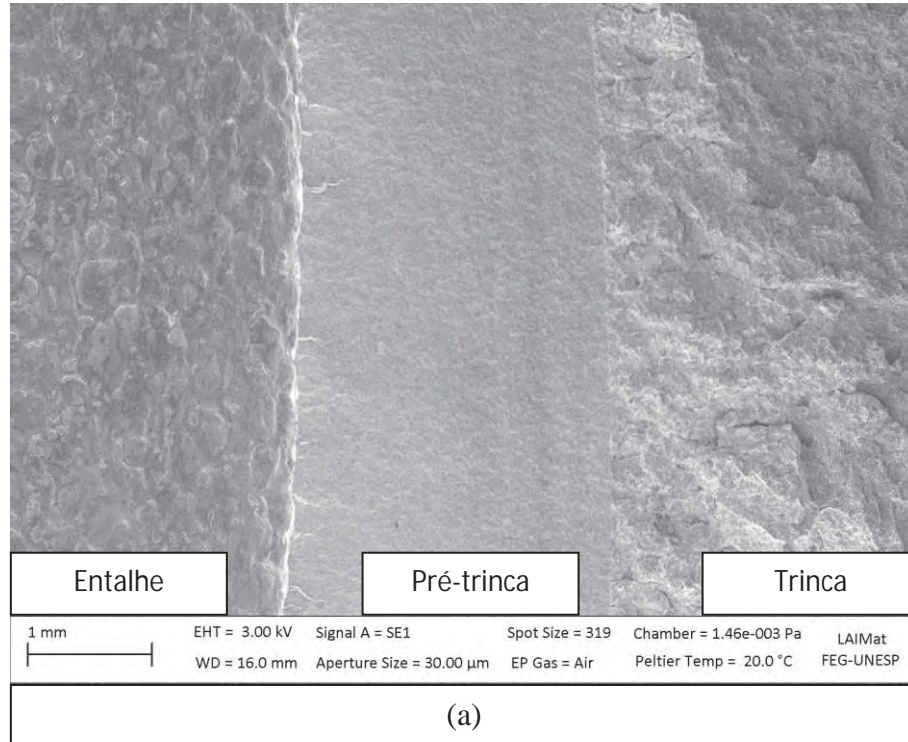 Entalhe
Pré-trinca
Trinca
1 mm
EHT = 3.00 kV Signal A = SE1 Spot Size = 319 Chamber = 1.46e-003 Pa LAIMat
WD = 16.0 mm Aperture Size = 30.00 µm EP Gas = Air Peltier Temp = 20.0 °C FEG-UNESP
(a)